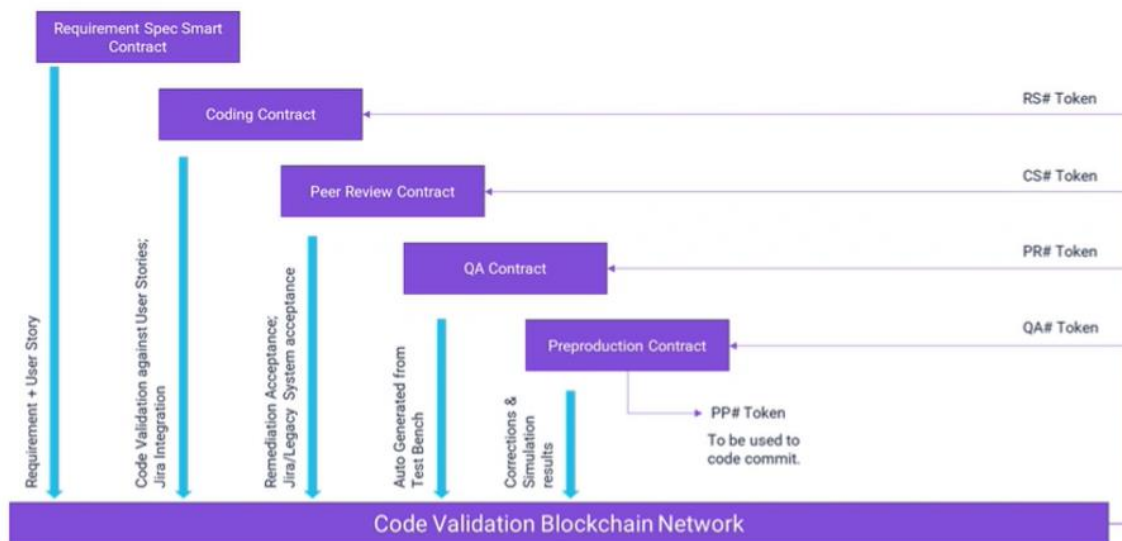 Requirement Spec Smart
Contract
Coding Contract
RS# Token
Peer Review Contract
CS# Token
QA Contract
PR# Token
Preproduction Contract
QA# Token
PP# Token
To be used to
code commit.
Requirement + User Story
Code Validation against User Stories;
Jira Integration
Remediation Acceptance;
Jira/Legacy System acceptance
Auto Generated from
Test Bench
Corrections &
Simulation
results
Code Validation Blockchain Network